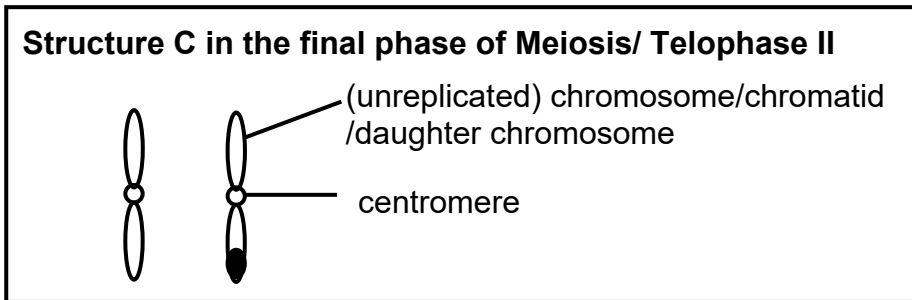 Structure C in the final phase of Meiosis/ Telophase II
(unreplicated) chromosome/chromatid
/daughter chromosome
centromere